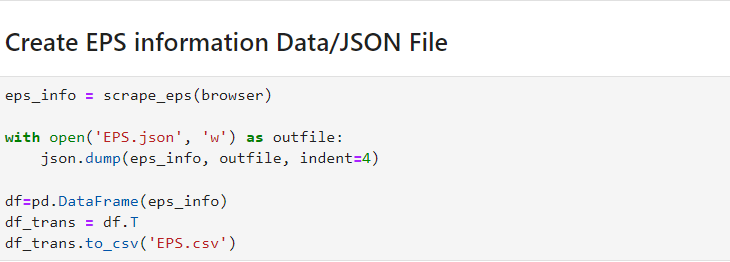 Create EPS information Data/JSON File
eps_info = scrape_eps(browser)
with open('EPS.json', 'w') as outfile:
    json.dump(eps_info, outfile, indent=4)
df=pd.DataFrame(eps_info)
df_trans = df.T
df_trans.to_csv('EPS.csv')